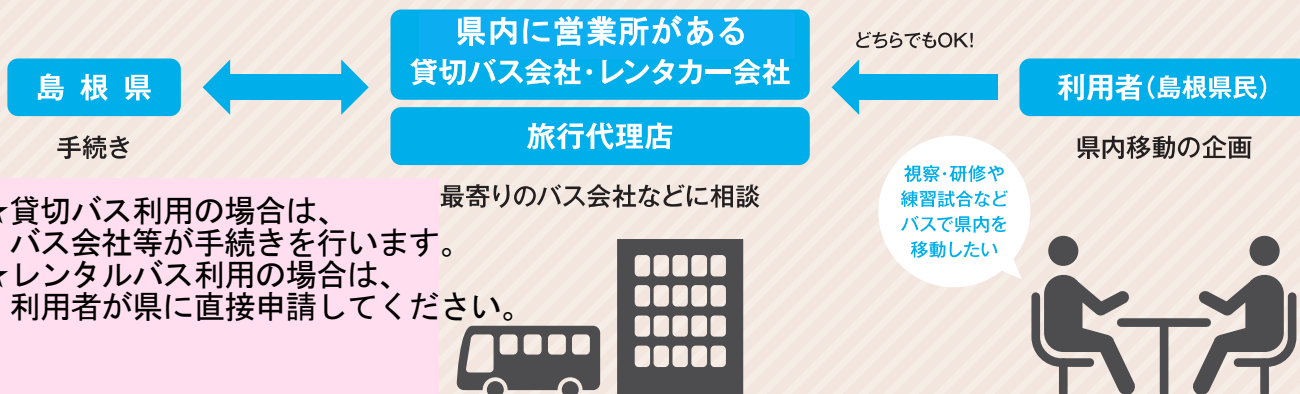 島根県
手続き
県内に営業所がある
貸切バス会社・レンタカー会社
旅行代理店
最寄りのバス会社などに相談
どちらでもOK!
利用者(島根県民)
県内移動の企画
視察・研修や
練習試合など
バスで県内を
移動したい
★貸切バス利用の場合は、
バス会社等が手続きを行います。
★レンタルバス利用の場合は、
利用者が県に直接申請してください。